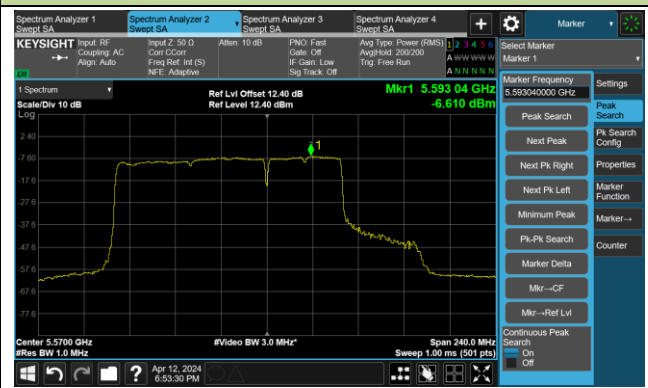 Spectrum Analyzer 1
Swept SA
Spectrum Analyzer 2
Swept SA
Spectrum Analyzer 3
Swept SA
Spectrum Analyzer 4
Swept SA
+
Marker
KEYSIGHT
Input: RF
Coupling: AC
Align: Auto
Input Z: 50 Ω
Corr CCorr
Freq Ref: Int (S)
NFE: Adaptive
Atten: 10 dB
PNO: Fast
Gate: Off
IF Gain: Low
Sig Track: Off
Avg Type: Power (RMS)
Avg|Hold: 200/200
Trig: Free Run
1 2 3 4 5 6
A W W W W W
A N N N N N
1 Spectrum
Scale/Div 10 dB
Log
Ref Lvl Offset 12.40 dB
Ref Level 12.40 dBm
Mkr1 5.593 04 GHz
-6.610 dBm
2.40
-7.60
-17.6
-27.6
-37.6
-47.6
-57.6
-67.6
-77.6
1
Center 5.5700 GHz
#Res BW 1.0 MHz
#Video BW 3.0 MHz*
Span 240.0 MHz
Sweep 1.00 ms (501 pts)
Apr 12, 2024
6:53:30 PM
Select Marker
Marker 1
Marker Frequency
5.593040000 GHz
Peak Search
Next Peak
Next Pk Right
Next Pk Left
Minimum Peak
Pk-Pk Search
Marker Delta
Mkr→CF
Mkr→Ref Lvl
Continuous Peak
Search
On
Off
Settings
Peak
Search
Pk Search
Config
Properties
Marker
Function
Marker→
Counter